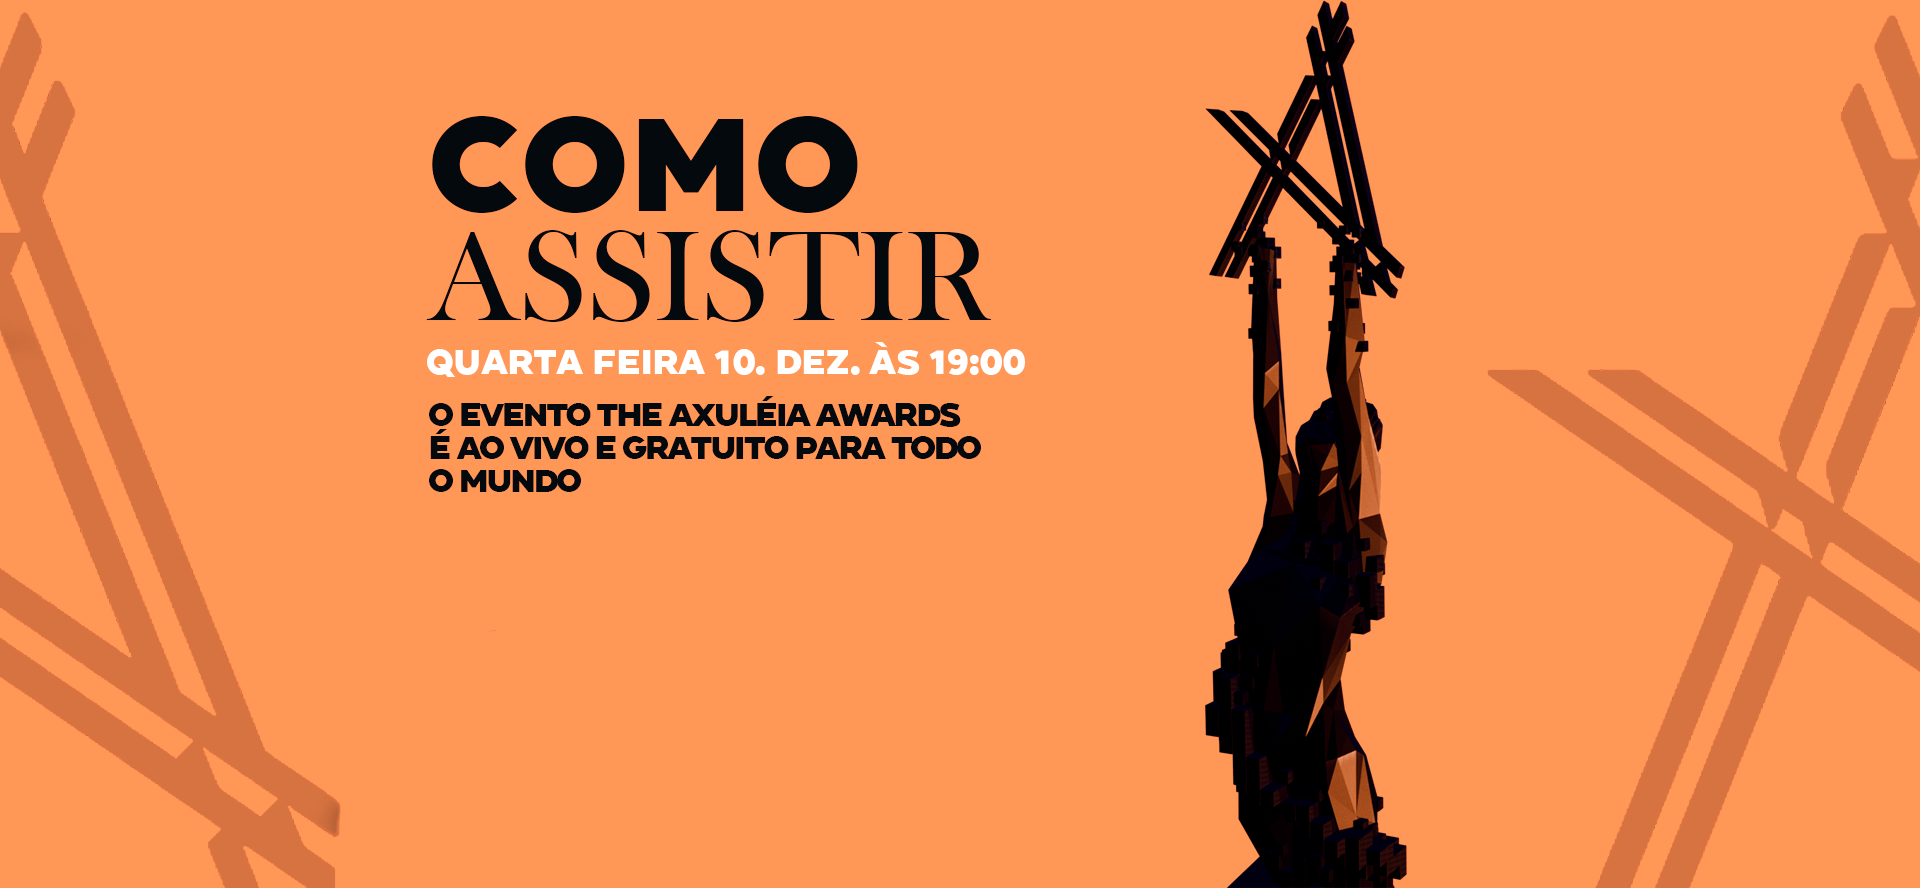 COMO
ASSISTIR
QUARTA FEIRA 10. DEZ. ÀS 19:00
O EVENTO THE AXULÉIA AWARDS
É AO VIVO E GRATUITO PARA TODO
O MUNDO